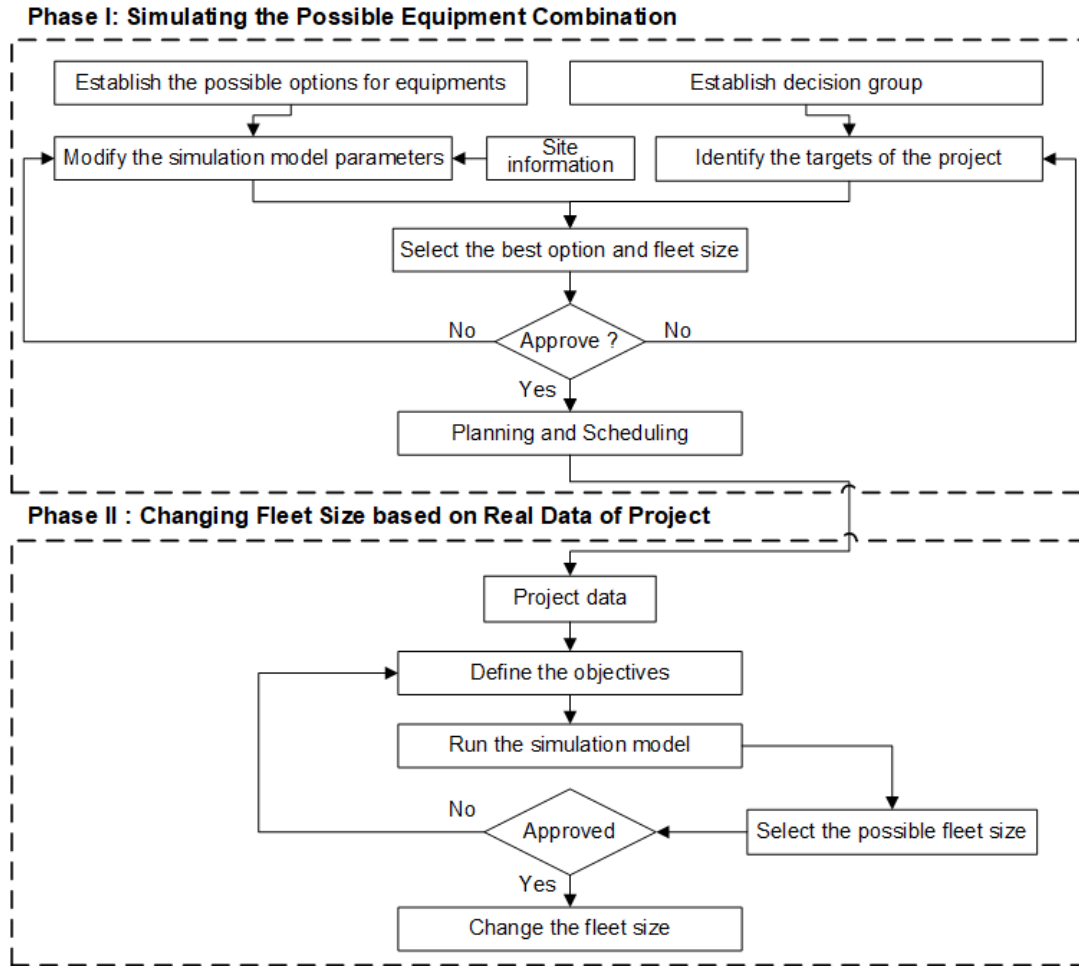 Phase I: Simulating the Possible Equipment Combination
Establish the possible options for equipments
Establish decision group
Modify the simulation model parameters
Site
information
Identify the targets of the project
Select the best option and fleet size
No
Approve ?
No
Yes
Planning and Scheduling
Phase II : Changing Fleet Size based on Real Data of Project
Project data
Define the objectives
Run the simulation model
No
Approved
Select the possible fleet size
Yes
Change the fleet size